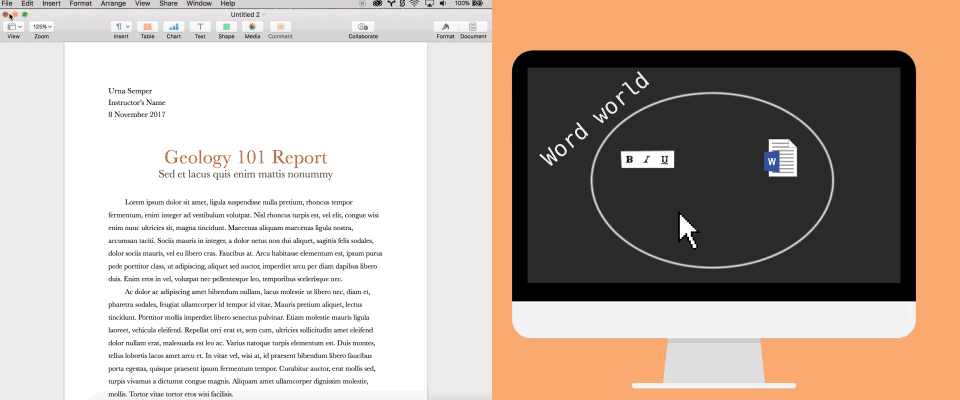 File Edit Insert Format Arrange View Share Window Help 100%
Untitled 2
125%
View Zoom Insert Table Chart Text Shape Media Comment Collaborate Format Document
Urna Semper
Instructor's Name
8 November 2017
Geology 101 Report
Sed et lacus quis enim mattis nonummy
Lorem ipsum dolor sit amet, ligula suspendisse nulla pretium, rhoncus tempor
fermentum, enim integer ad vestibulum volutpat. Nisl rhoncus turpis est, vel elit, congue wisi
enim nunc ultricies sit, magna tincidunt. Maecenas aliquam maecenas ligula nostra,
accumsan taciti. Sociis mauris in integer, a dolor netus non dui aliquet, sagittis felis sodales,
dolor sociis mauris, vel eu libero cras. Faucibus at. Arcu habitasse elementum est, ipsum purus
pede porttitor class, ut adipiscing, aliquet sed auctor, imperdiet arcu per diam dapibus libero
duis. Enim eros in vel, volutpat nec pellentesque leo, temporibus scelerisque nec.
Ac dolor ac adipiscing amet bibendum nullam, lacus molestie ut libero nec, diam et,
pharetra sodales, feugiat ullamcorper id tempor id vitae. Mauris pretium aliquet, lectus
tincidunt. Porttitor mollis imperdiet libero senectus pulvinar. Etiam molestie mauris ligula
laoreet, vehicula eleifend. Repellat orci erat et, sem cum, ultricies sollicitudin amet eleifend
dolor nullam erat, malesuada est leo ac. Varius natoque turpis elementum est. Duis montes,
tellus lobortis lacus amet arcu et. In vitae vel, wisi at, id praesent bibendum libero faucibus
porta egestas, quisque praesent ipsum fermentum tempor. Curabitur auctor, erat mollis sed,
turpis vivamus a dictumst congue magnis. Aliquam amet ullamcorper dignissim molestie,
mollis. Tortor vitae tortor eros wisi facilisis.
Word world
B I U
W